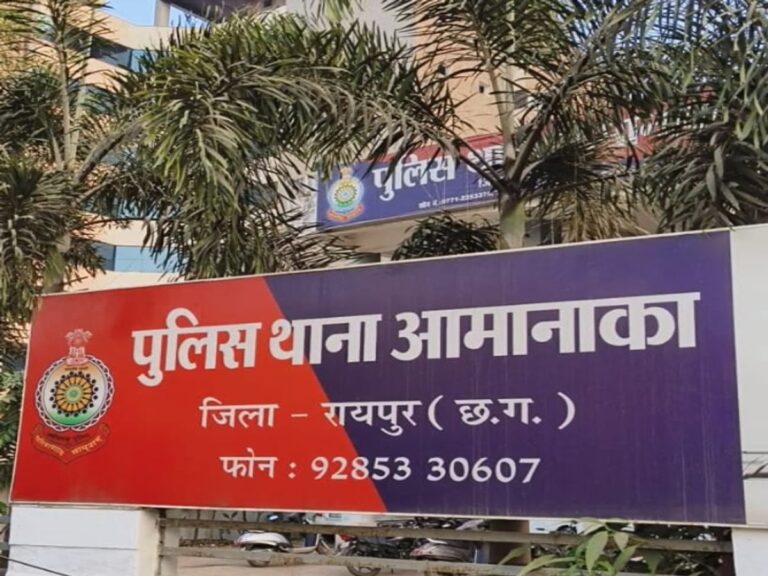 पुलिस
पुलिस थाना आमानाका
जिला - रायपुर ( छ.ग. )
फोन : 92853 30607